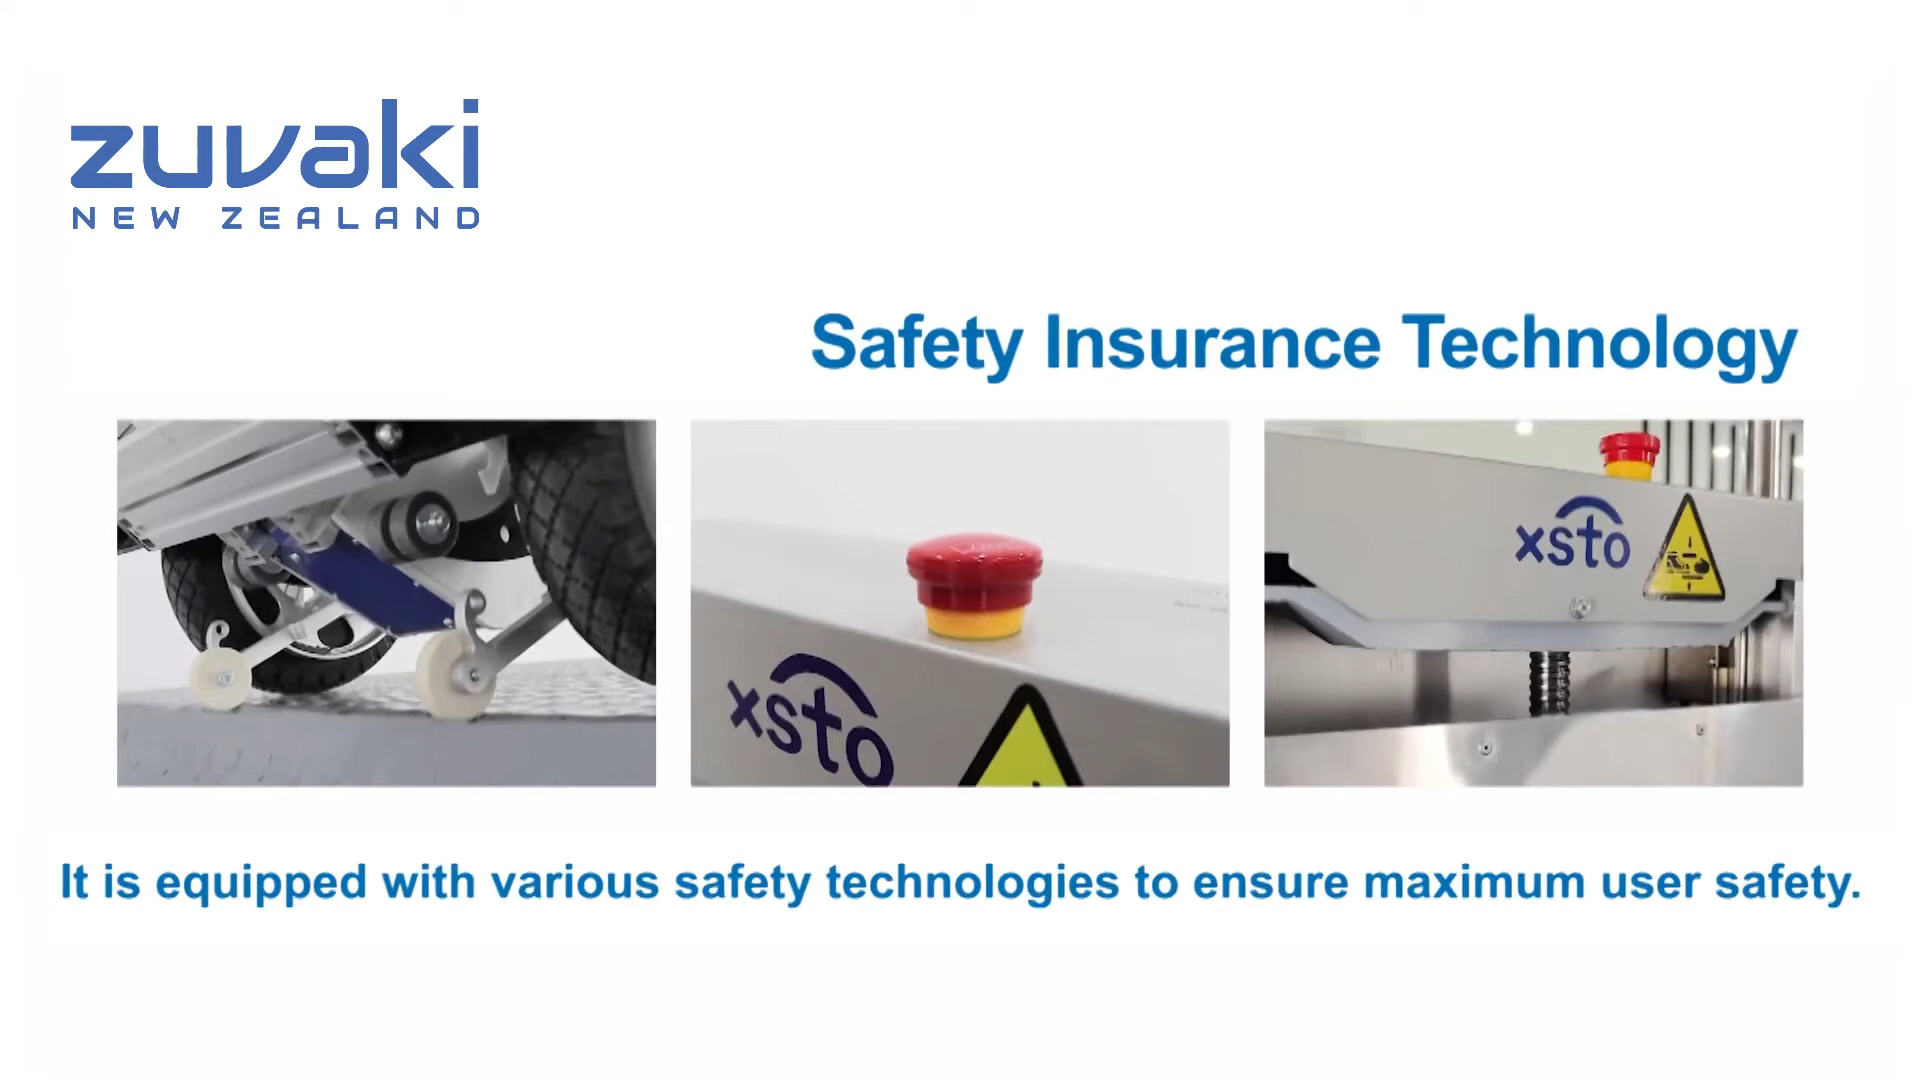 zuvaki
NEW ZEALAND
Safety Insurance Technology
xsto
xsto
It is equipped with various safety technologies to ensure maximum user safety.